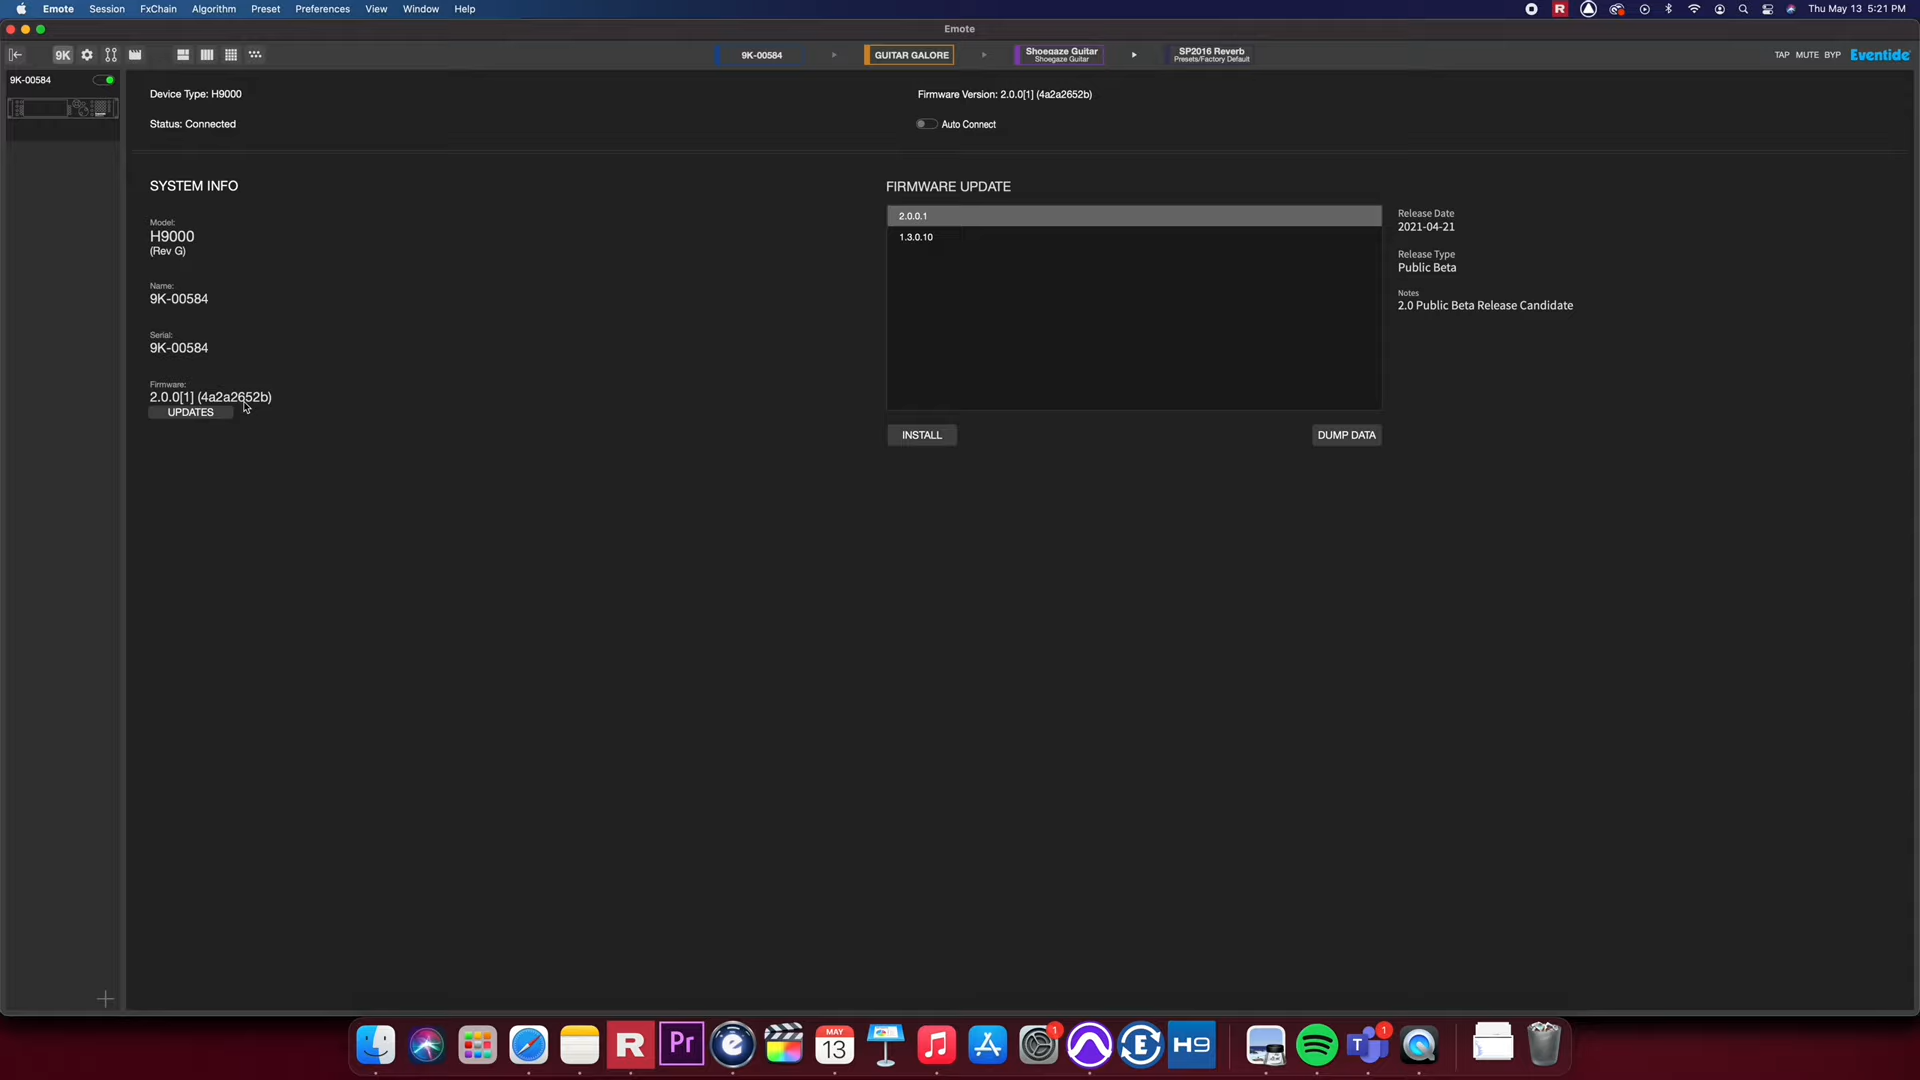 Emote Session FxChain Algorithm Preset Preferences View Window Help
R
Thu May 13 5:21 PM
Emote
9K
9K-00584
GUITAR GALORE
Shoegaze Guitar
Shoegaze Guitar
SP2016 Reverb
Presets/Factory Default
TAP MUTE BYP Eventide
9K-00584
Device Type: H9000
Firmware Version: 2.0.0[1] (4a2a2652b)
Status: Connected
Auto Connect
SYSTEM INFO
Model:
H9000
(Rev G)
Name:
9K-00584
Serial:
9K-00584
Firmware:
2.0.0[1] (4a2a2652b)
UPDATES
FIRMWARE UPDATE
2.0.0.1
1.3.0.10
INSTALL
DUMP DATA
Release Date
2021-04-21
Release Type
Public Beta
Notes
2.0 Public Beta Release Candidate
R
Pr
e
MAY
13
1
E
H9
T
1